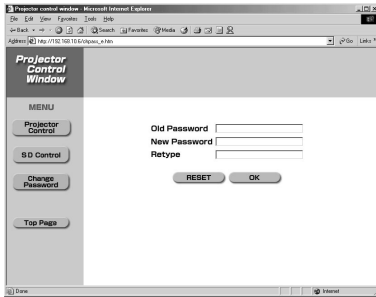 Projector control window - Microsoft Internet Explorer
File Edit View Favorites Tools Help
Back Search Favorites Media
Address http://192.168.10.6/chpass_e.htm Go Links
Projector
Control
Window
MENU
Projector
Control
SD Control
Change
Password
Top Page
Old Password
New Password
Retype
RESET OK
Done Internet